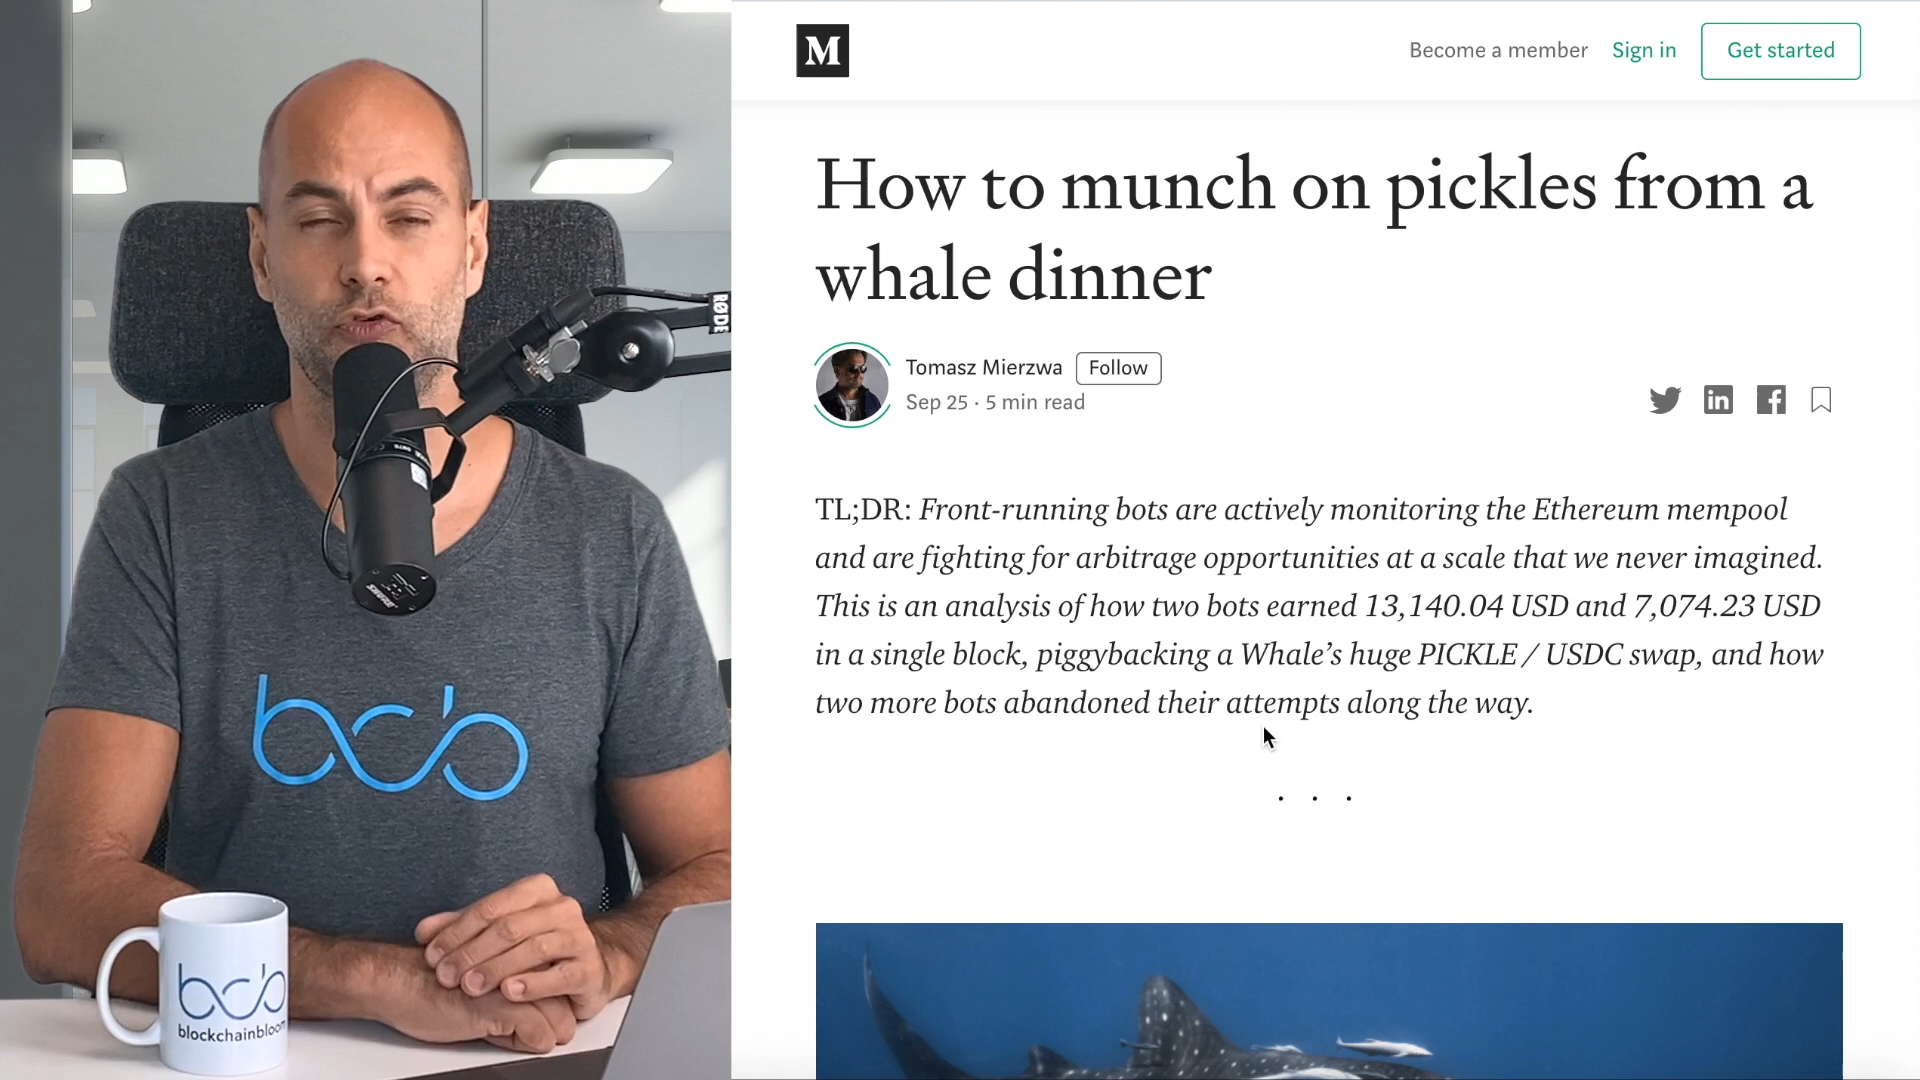 M
Become a member
Sign in
Get started
How to munch on pickles from a
whale dinner
Tomasz Mierzwa
Follow
Sep 25 · 5 min read
TL;DR: Front-running bots are actively monitoring the Ethereum mempool
and are fighting for arbitrage opportunities at a scale that we never imagined.
This is an analysis of how two bots earned 13,140.04 USD and 7,074.23 USD
in a single block, piggybacking a Whale’s huge PICKLE / USDC swap, and how
two more bots abandoned their attempts along the way.
. . .
RØDE
SHURE
bcb
bcb
blockchainbloom